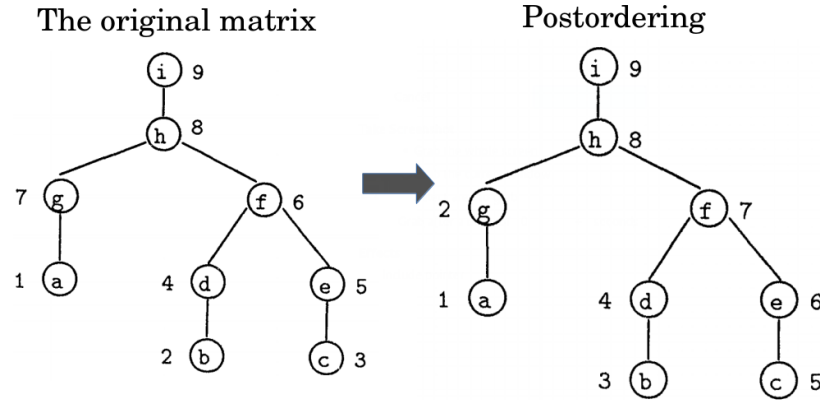 The original matrix
Postordering
i 9
h 8
7 g
f 6
1 a
4 d
e 5
2 b
c 3
i 9
h 8
2 g
f 7
1 a
4 d
e 6
3 b
c 5